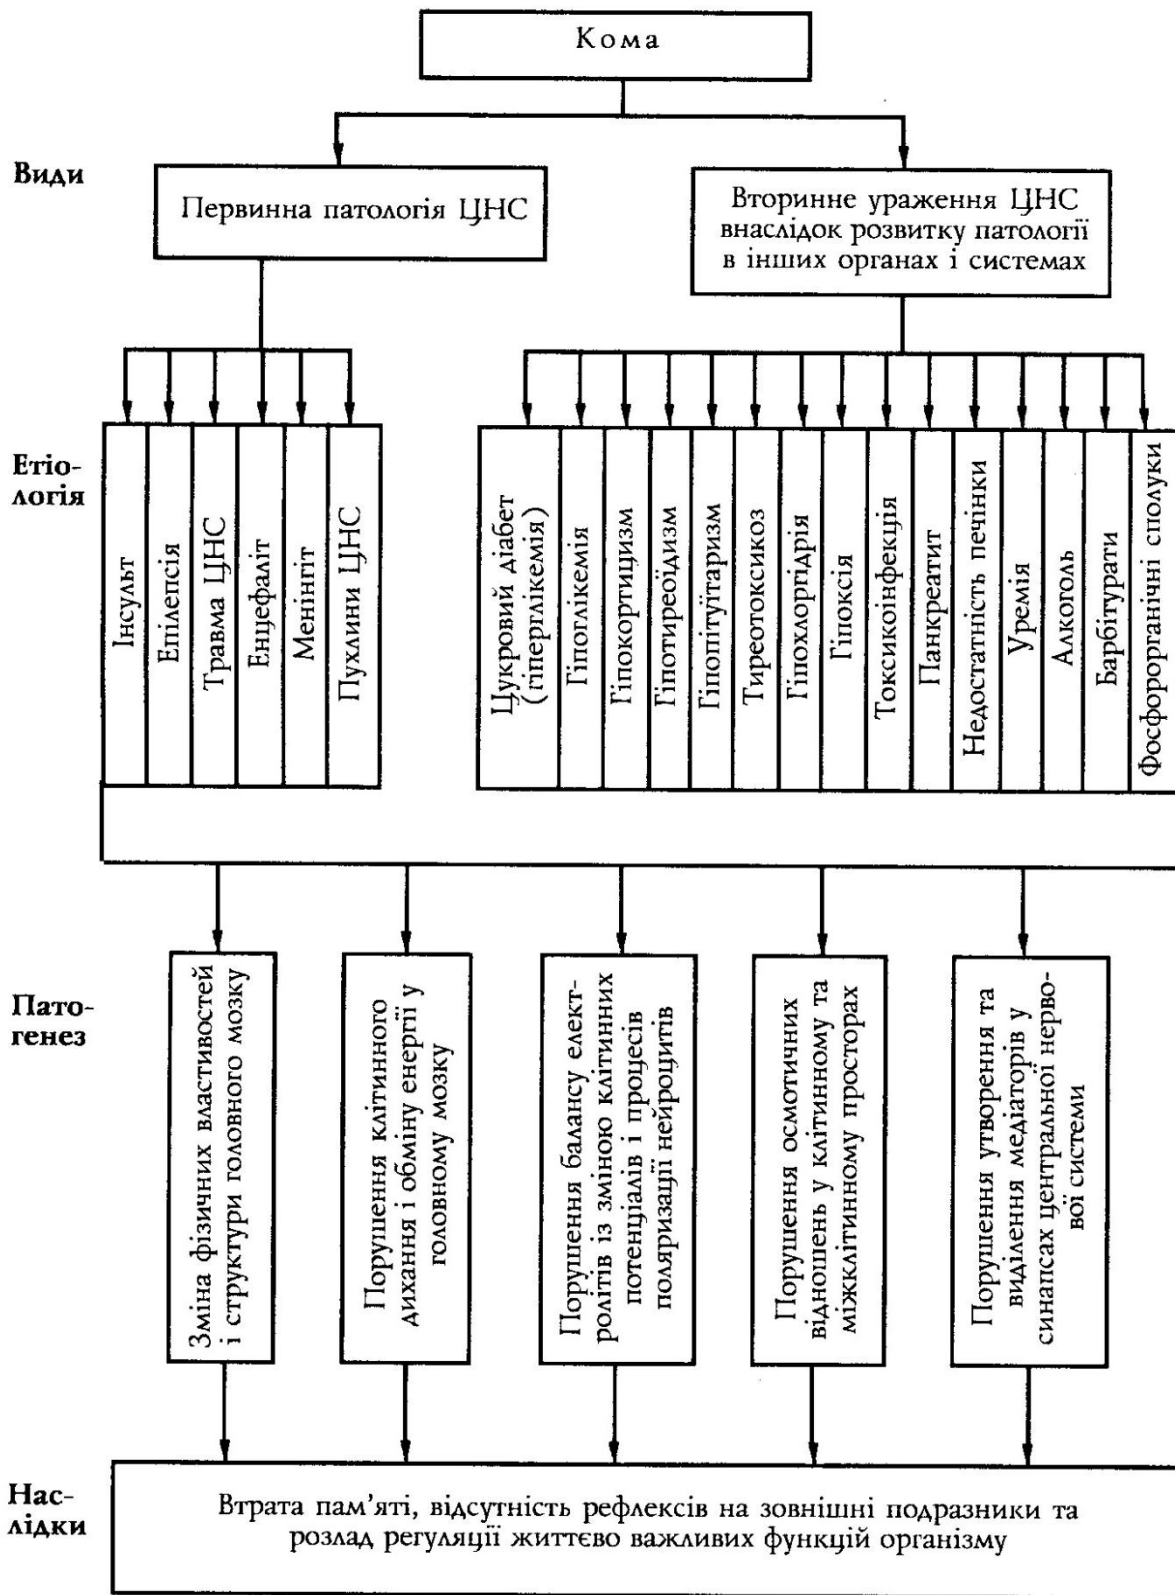 Кома
Види
Первинна патологія ЦНС
Вторинне ураження ЦНС
внаслідок розвитку патології
в інших органах і системах
Етіо-
логія
Інсульт
Епілепсія
Травма ЦНС
Енцефаліт
Менінгіт
Пухлини ЦНС
Цукровий діабет
(гіперглікемія)
Гіпоглікемія
Гіпокортицизм
Гіпотиреоїдизм
Гіпопітуїтаризм
Тиреотоксикоз
Гіпохлоргідрія
Гіпоксія
Токсикоінфекція
Панкреатит
Недостатність печінки
Уремія
Алкоголь
Барбітурати
Фосфорорганічні сполуки
Пато-
генез
Зміна фізичних властивостей
і структури головного мозку
Порушення клітинного
дихання і обміну енергії у
головному мозку
Порушення балансу елект-
ролітів із зміною клітинних
потенціалів і процесів
поляризації нейроцитів
Порушення осмотичних
відношень у клітинному та
міжклітинному просторах
Порушення утворення та
виділення медіаторів у
синапсах центральної нерво-
вої системи
Нас-
лідки
Втрата пам’яті, відсутність рефлексів на зовнішні подразники та
розлад регуляції життєво важливих функцій організму